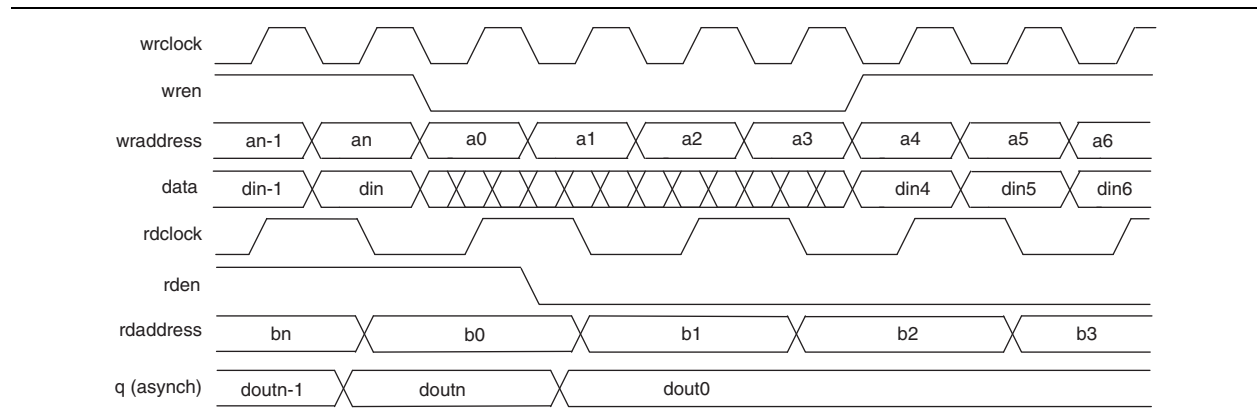 wrclock
wren
wraddress an-1 an a0 a1 a2 a3 a4 a5 a6
data din-1 din din4 din5 din6
rdclock
rden
rdaddress bn b0 b1 b2 b3
q (asynch) doutn-1 doutn dout0